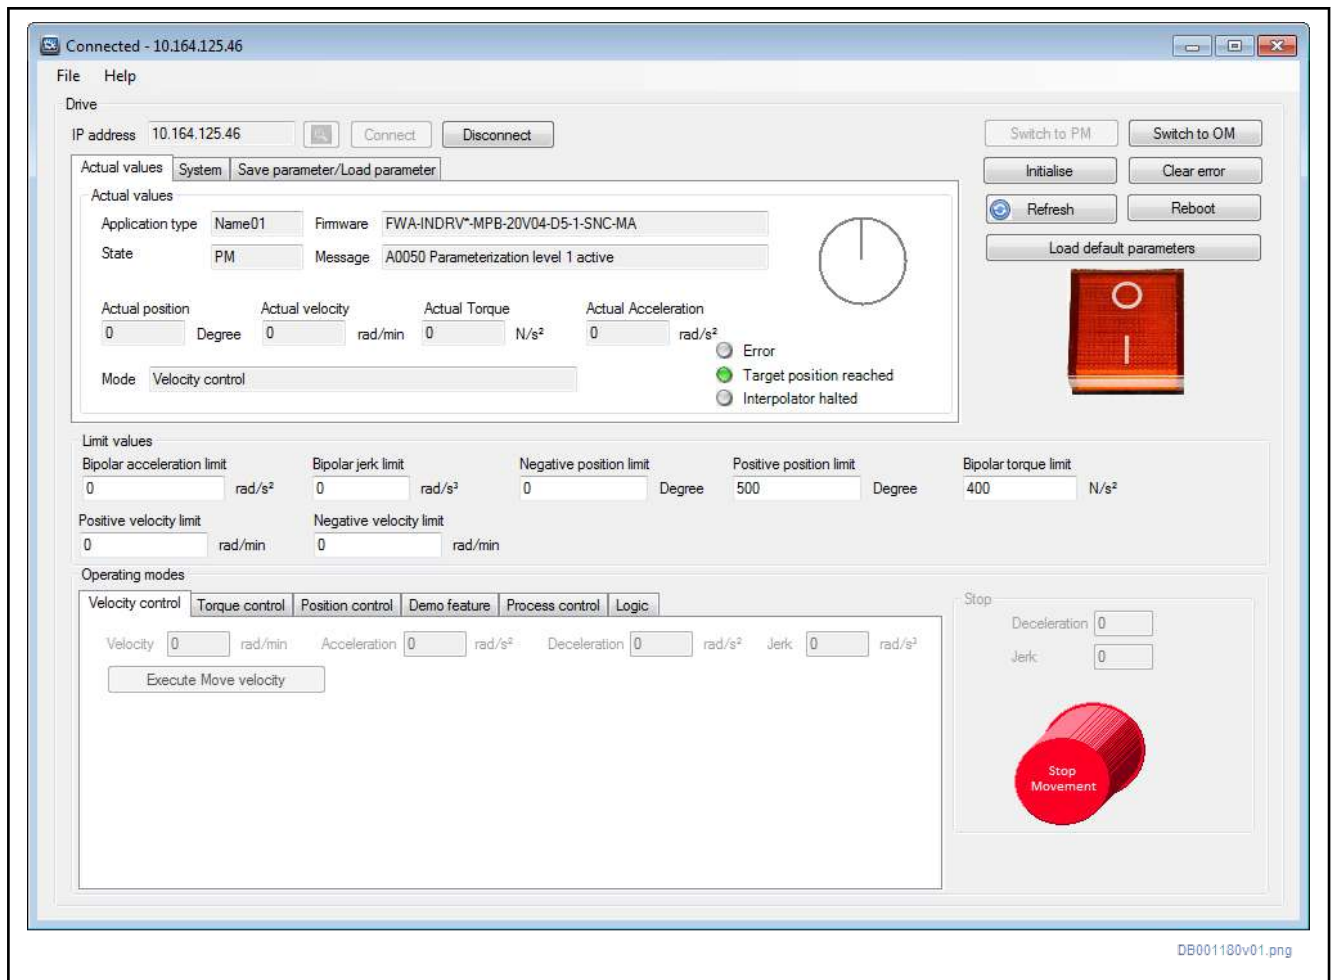 Connected - 10.164.125.46
File Help
Drive
IP address 10.164.125.46 Connect Disconnect Switch to PM Switch to OM
Actual values System Save parameter/Load parameter Initialise Clear error
Actual values
Application type Name01 Firmware FWA-INDRV*-MPB-20V04-D5-1-SNC-MA Refresh Reboot
State PM Message A0050 Parameterization level 1 active Load default parameters
Actual position Actual velocity Actual Torque Actual Acceleration
0 Degree 0 rad/min 0 N/s² 0 rad/s²
Error
Mode Velocity control Target position reached
Interpolator halted
Limit values
Bipolar acceleration limit Bipolar jerk limit Negative position limit Positive position limit Bipolar torque limit
0 rad/s² 0 rad/s³ 0 Degree 500 Degree 400 N/s²
Positive velocity limit Negative velocity limit
0 rad/min 0 rad/min
Operating modes
Velocity control Torque control Position control Demo feature Process control Logic Stop
Velocity 0 rad/min Acceleration 0 rad/s² Deceleration 0 rad/s² Jerk 0 rad/s³
Deceleration 0
Jerk 0
Execute Move velocity
Stop
Movement
DB001180v01.png